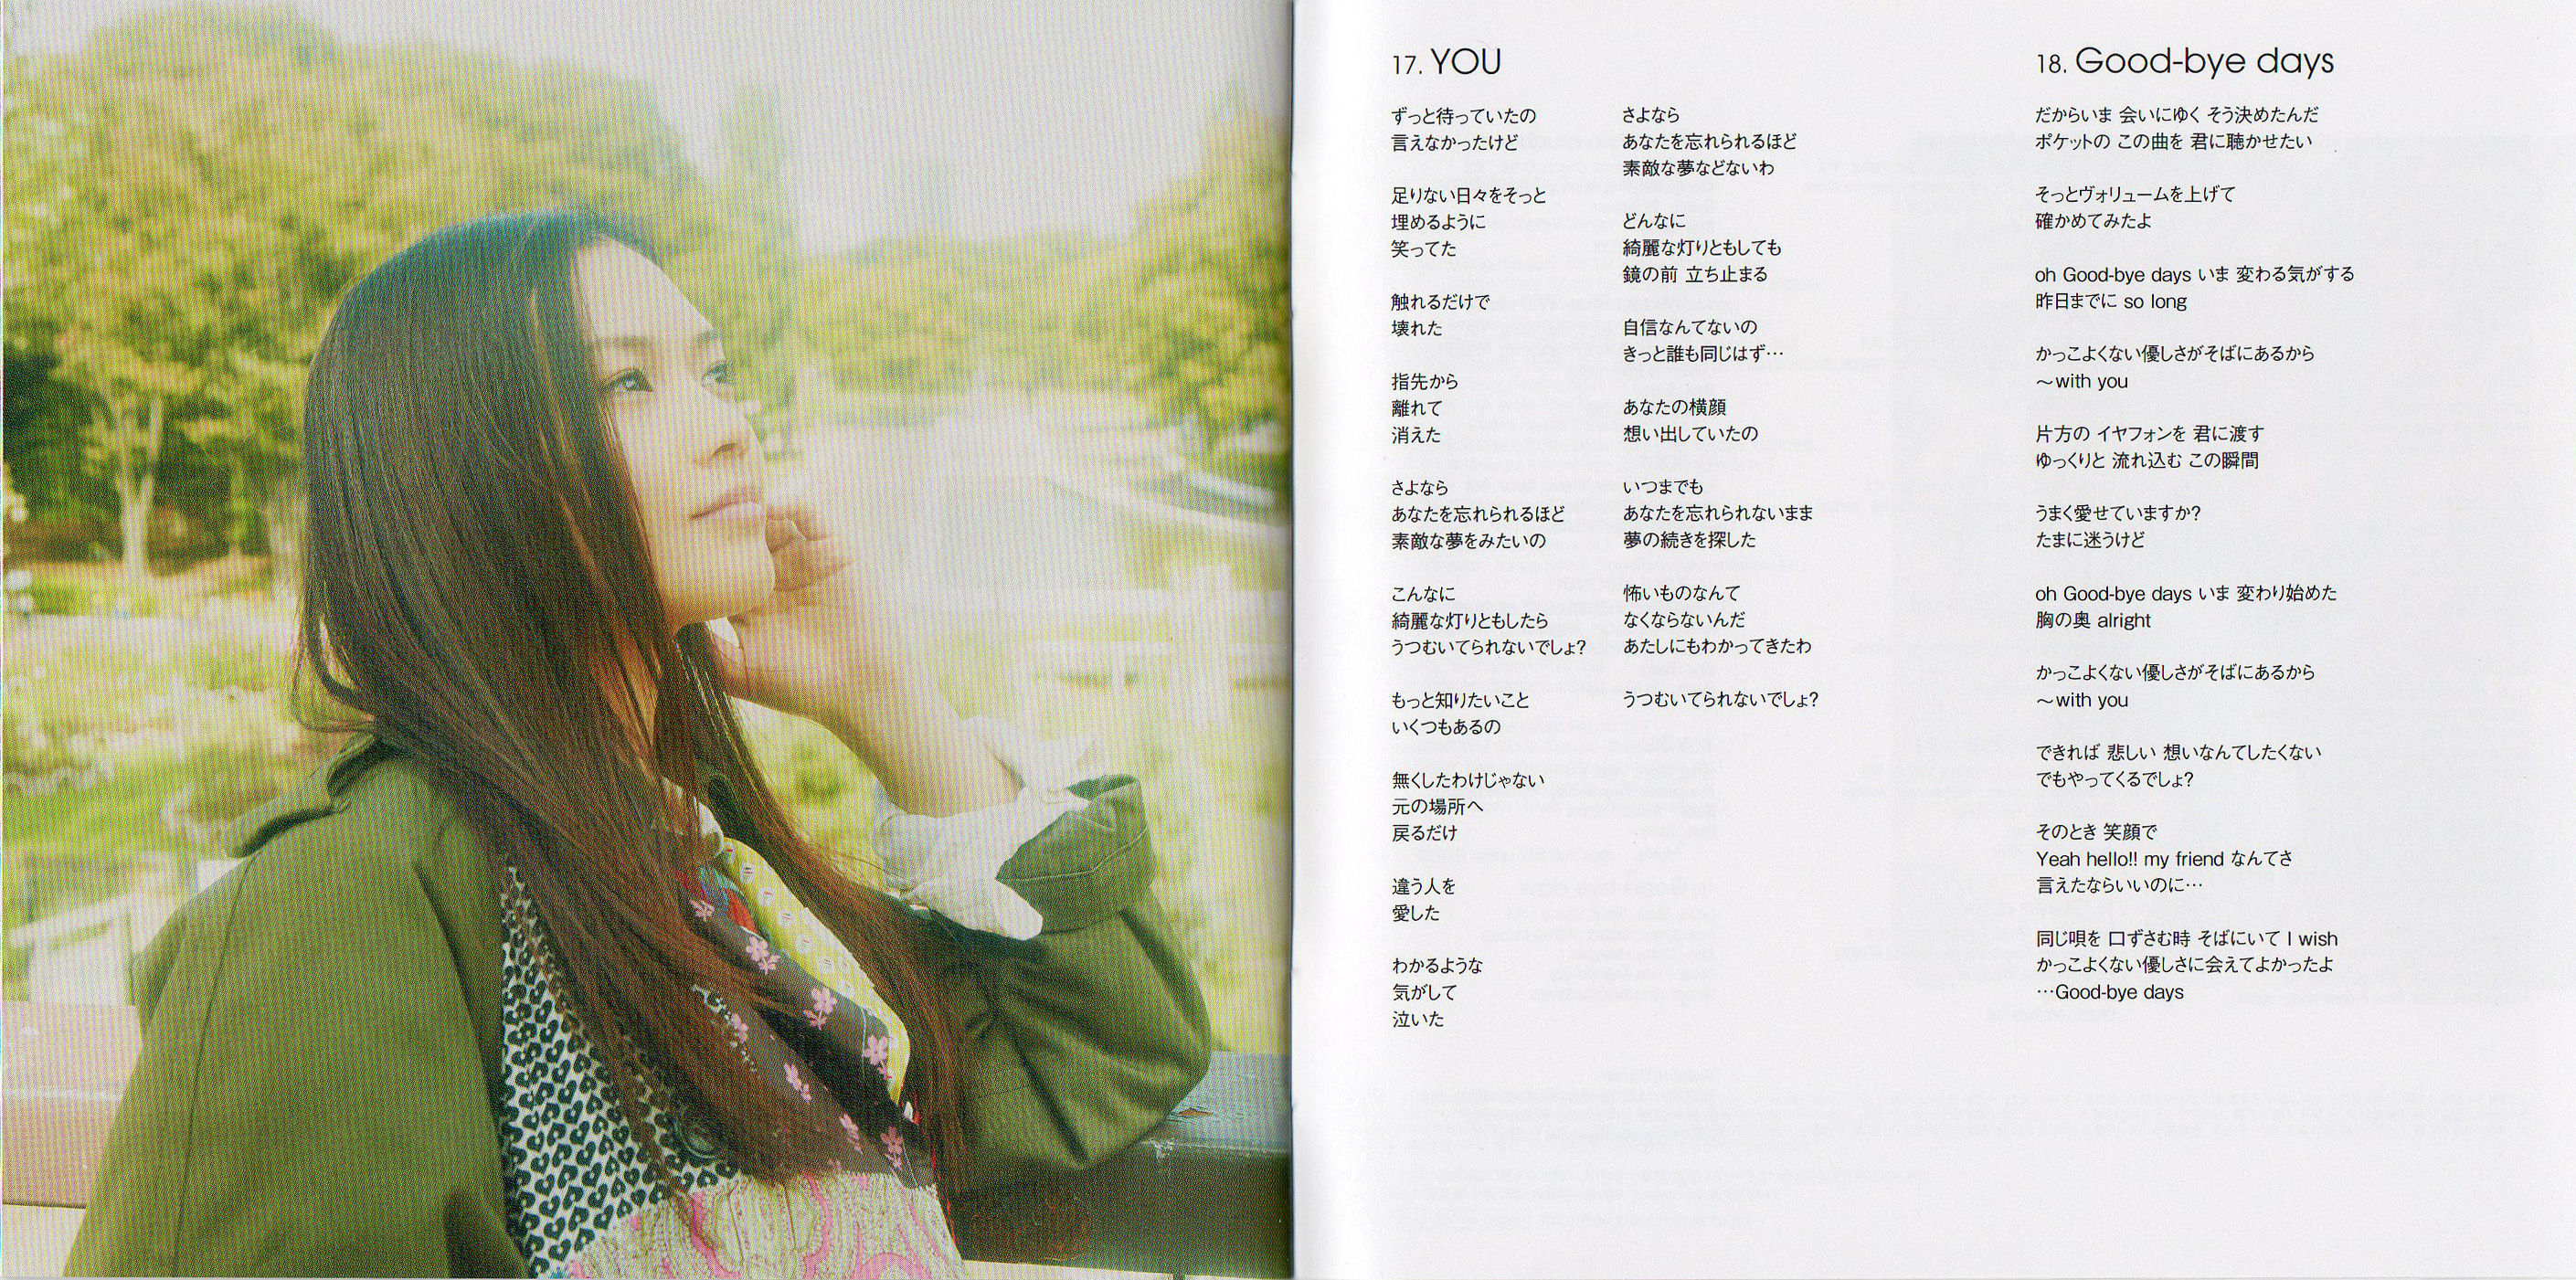 17. YOU
ずっと待っていたの
言えなかったけど
足りない日々をそっと
埋めるように
笑ってた
触れるだけで
壊れた
指先から
離れて
消えた
さよなら
あなたを忘れられるほど
素敵な夢をみたいの
こんなに
綺麗な灯りともしたら
うつむいてられないでしょ?
もっと知りたいこと
いくつもあるの
無くしたわけじゃない
元の場所へ
戻るだけ
違う人を
愛した
わかるような
気がして
泣いた
さよなら
あなたを忘れられるほど
素敵な夢などないわ
どんなに
綺麗な灯りともしても
鏡の前 立ち止まる
自信なんてないの
きっと誰も同じはず…
あなたの横顔
想い出していたの
いつまでも
あなたを忘れられないまま
夢の続きを探した
怖いものなんて
なくならないんだ
あたしにもわかってきたわ
うつむいてられないでしょ?
18. Good-bye days
だからいま 会いにゆく そう決めたんだ
ポケットの この曲を 君に聴かせたい
そっとヴォリュームを上げて
確かめてみたよ
oh Good-bye days いま 変わる気がする
昨日までに so long
かっこよくない優しさがそばにあるから
～with you
片方の イヤフォンを 君に渡す
ゆっくりと 流れ込む この瞬間
うまく愛せていますか?
たまに迷うけど
oh Good-bye days いま 変わり始めた
胸の奥 alright
かっこよくない優しさがそばにあるから
～with you
できれば 悲しい 想いなんてしたくない
でもやってくるでしょ?
そのとき 笑顔で
Yeah hello!! my friend なんてさ
言えたならいいのに…
同じ唄を 口ずさむ時 そばにいて I wish
かっこよくない優しさに会えてよかったよ
…Good-bye days